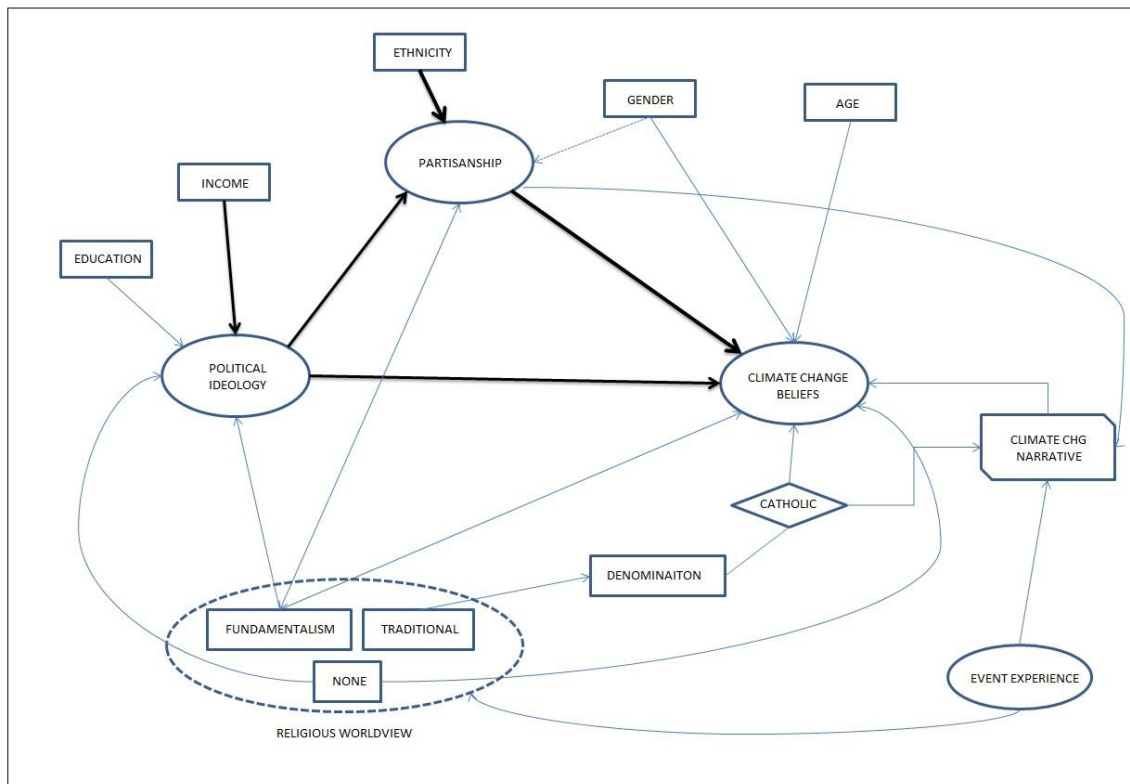 ETHNICITY
GENDER
AGE
PARTISANSHIP
INCOME
EDUCATION
POLITICAL
IDEOLOGY
CLIMATE CHANGE
BELIEFS
CLIMATE CHG
NARRATIVE
CATHOLIC
DENOMINAITON
FUNDAMENTALISM
TRADITIONAL
NONE
EVENT EXPERIENCE
RELIGIOUS WORLDVIEW